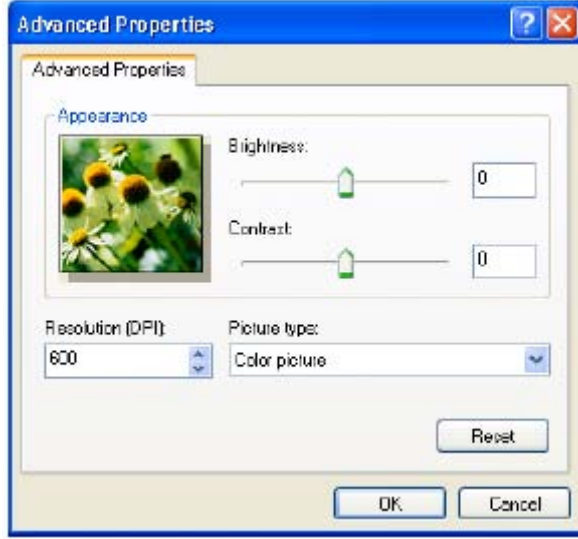 Advanced Properties
Advanced Properties
Appearance
Brightness:
0
Contrast:
0
Resolution (DPI):
Picture type:
600
Color picture
Reset
OK
Cancel